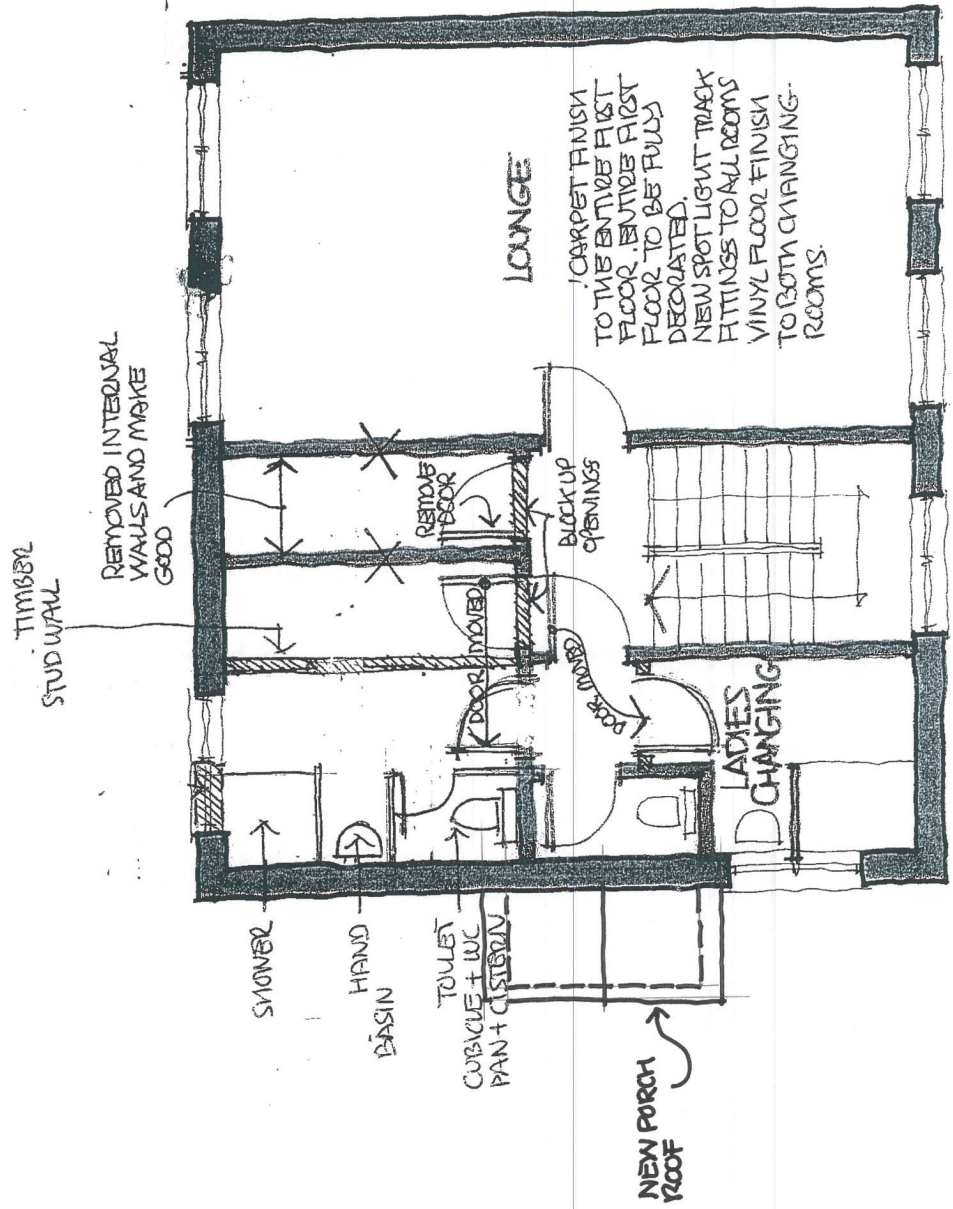 TIMBER
STUD WALL
REMOVED INTERNAL
WALLS AND MAKE
GOOD
SHOWER
HAND
BASIN
TOILET
CUBICLE + WC
PAN + CISTERN
NEW PORCH
ROOF
DOOR MOVED
DOOR MOVED
REMOVE
DOOR
BLOCK UP
OPENINGS
LADIES
CHANGING
LOUNGE
CARPET FINISH
TO THE ENTIRE FIRST
FLOOR. ENTIRE FIRST
FLOOR TO BE FULLY
DECORATED.
NEW SPOT LIGHT TRACK
FITTINGS TO ALL ROOMS
VINYL FLOOR FINISH
TO BOTH CHANGING
ROOMS.